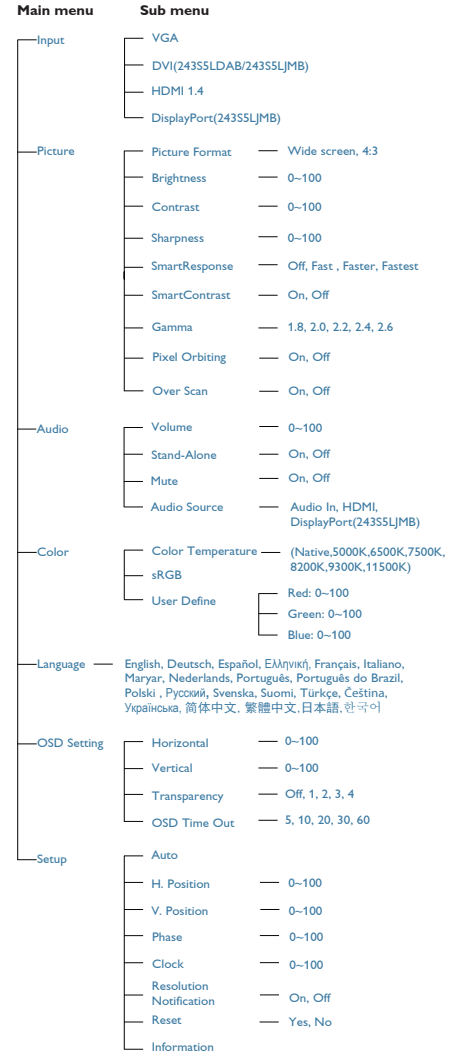 Main menu Sub menu
Input
VGA
DVI(243S5LDAB/243S5LJMB)
HDMI 1.4
DisplayPort(243S5LJMB)
Picture
Picture Format Wide screen, 4:3
Brightness 0~100
Contrast 0~100
Sharpness 0~100
SmartResponse Off, Fast , Faster, Fastest
SmartContrast On, Off
Gamma 1.8, 2.0, 2.2, 2.4, 2.6
Pixel Orbiting On, Off
Over Scan On, Off
Audio
Volume 0~100
Stand-Alone On, Off
Mute On, Off
Audio Source Audio In, HDMI,
DisplayPort(243S5LJMB)
Color
Color Temperature (Native,5000K,6500K,7500K,
8200K,9300K,11500K)
sRGB
User Define
Red: 0~100
Green: 0~100
Blue: 0~100
Language English, Deutsch, Español, Ελληνική, Français, Italiano,
Maryar, Nederlands, Português, Português do Brazil,
Polski , Русский, Svenska, Suomi, Türkçe, Čeština,
Українська, 简体中文, 繁體中文,日本語,한국어
OSD Setting
Horizontal 0~100
Vertical 0~100
Transparency Off, 1, 2, 3, 4
OSD Time Out 5, 10, 20, 30, 60
Setup
Auto
H. Position 0~100
V. Position 0~100
Phase 0~100
Clock 0~100
Resolution
Notification On, Off
Reset Yes, No
Information